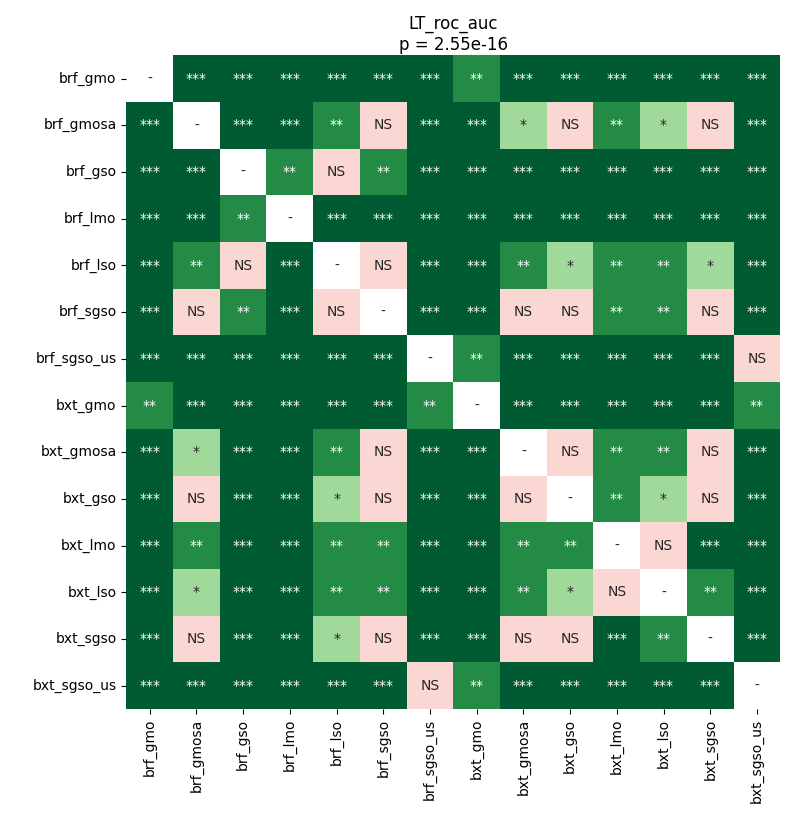 LT_roc_auc
p = 2.55e-16
brf_gmo - *** *** *** *** *** *** ** *** *** *** *** *** ***
brf_gmosa *** - *** *** ** NS *** *** * NS ** * NS ***
brf_gso *** *** - ** NS ** *** *** *** *** *** *** *** ***
brf_lmo *** *** ** - *** *** *** *** *** *** *** *** *** ***
brf_lso *** ** NS *** - NS *** *** ** * ** ** * ***
brf_sgso *** NS ** *** NS - *** *** NS NS ** ** NS ***
brf_sgso_us *** *** *** *** *** *** - ** *** *** *** *** *** NS
bxt_gmo ** *** *** *** *** *** ** - *** *** *** *** *** **
bxt_gmosa *** * *** *** ** NS *** *** - NS ** ** NS ***
bxt_gso *** NS *** *** * NS *** *** NS - ** * NS ***
bxt_lmo *** ** *** *** ** ** *** *** ** ** - NS *** ***
bxt_lso *** * *** *** ** ** *** *** ** * NS - ** ***
bxt_sgso *** NS *** *** * NS *** *** NS NS *** ** - ***
bxt_sgso_us *** *** *** *** *** *** NS ** *** *** *** *** *** -
brf_gmo brf_gmosa brf_gso brf_lmo brf_lso brf_sgso brf_sgso_us bxt_gmo bxt_gmosa bxt_gso bxt_lmo bxt_lso bxt_sgso bxt_sgso_us